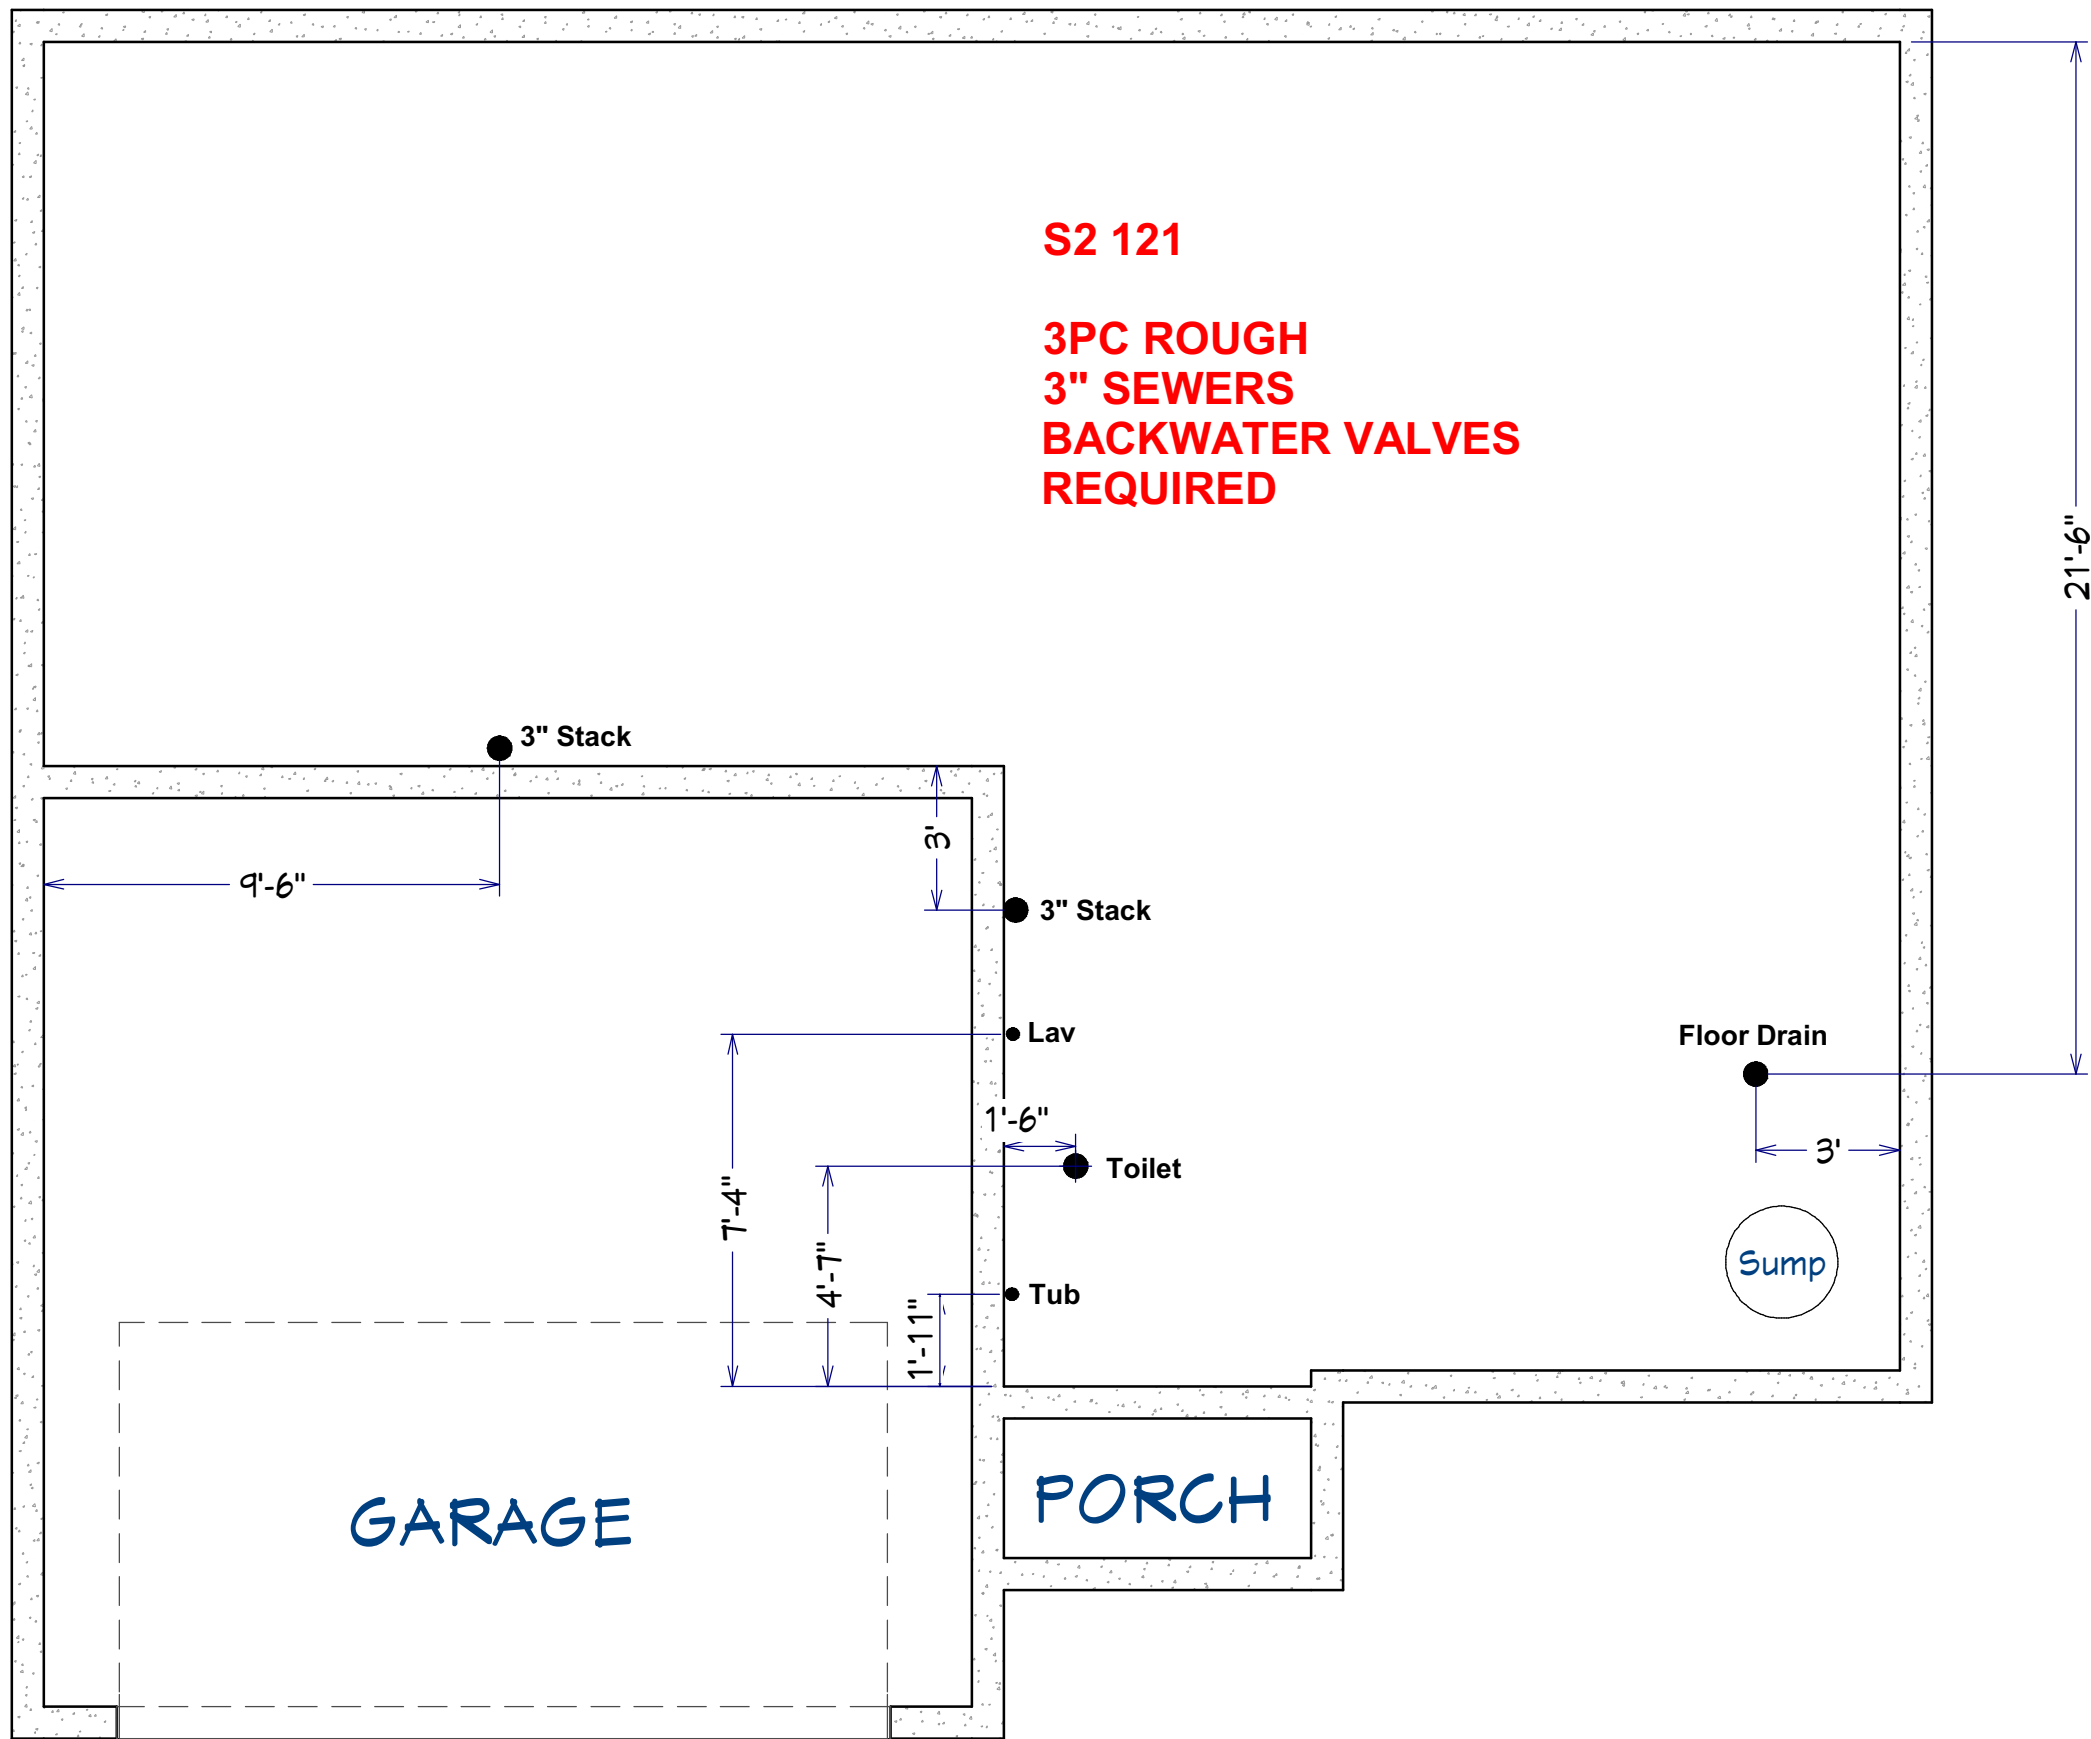 S2 121
3PC ROUGH
3" SEWERS
BACKWATER VALVES
REQUIRED
21'-6"
3" Stack
3'
9'-6"
3" Stack
Lav
Floor Drain
1'-6"
3'
Toilet
7'-4"
4'-7"
Sump
Tub
1'-11"
GARAGE
PORCH